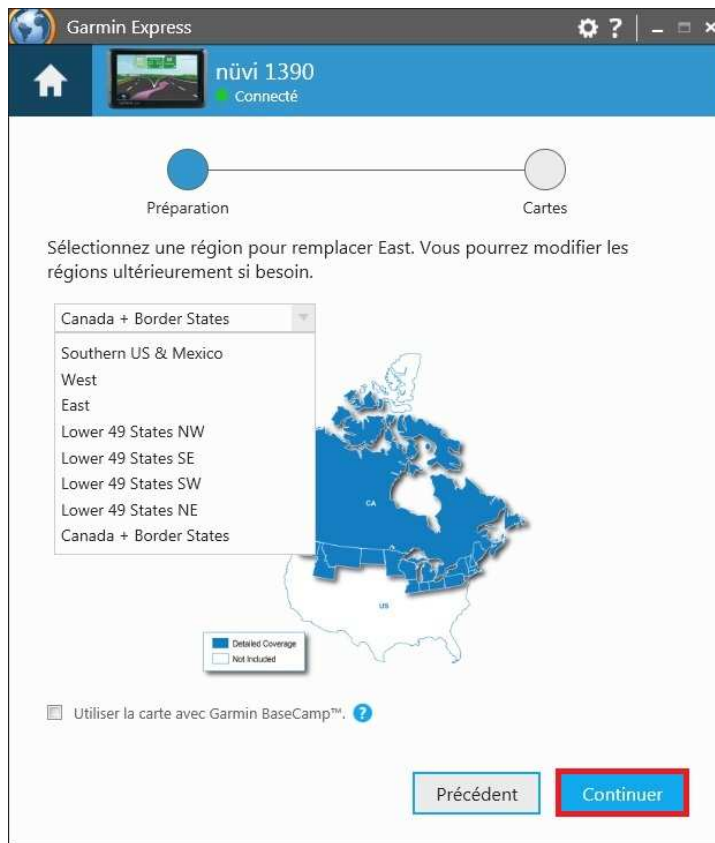 Garmin Express
?
nüvi 1390
Connecté
Préparation
Cartes
Sélectionnez une région pour remplacer East. Vous pourrez modifier les
régions ultérieurement si besoin.
Canada + Border States
Southern US & Mexico
West
East
Lower 49 States NW
Lower 49 States SE
Lower 49 States SW
Lower 49 States NE
Canada + Border States
CA
US
Detailed Coverage
Not Included
Utiliser la carte avec Garmin BaseCamp™. ?
Précédent
Continuer